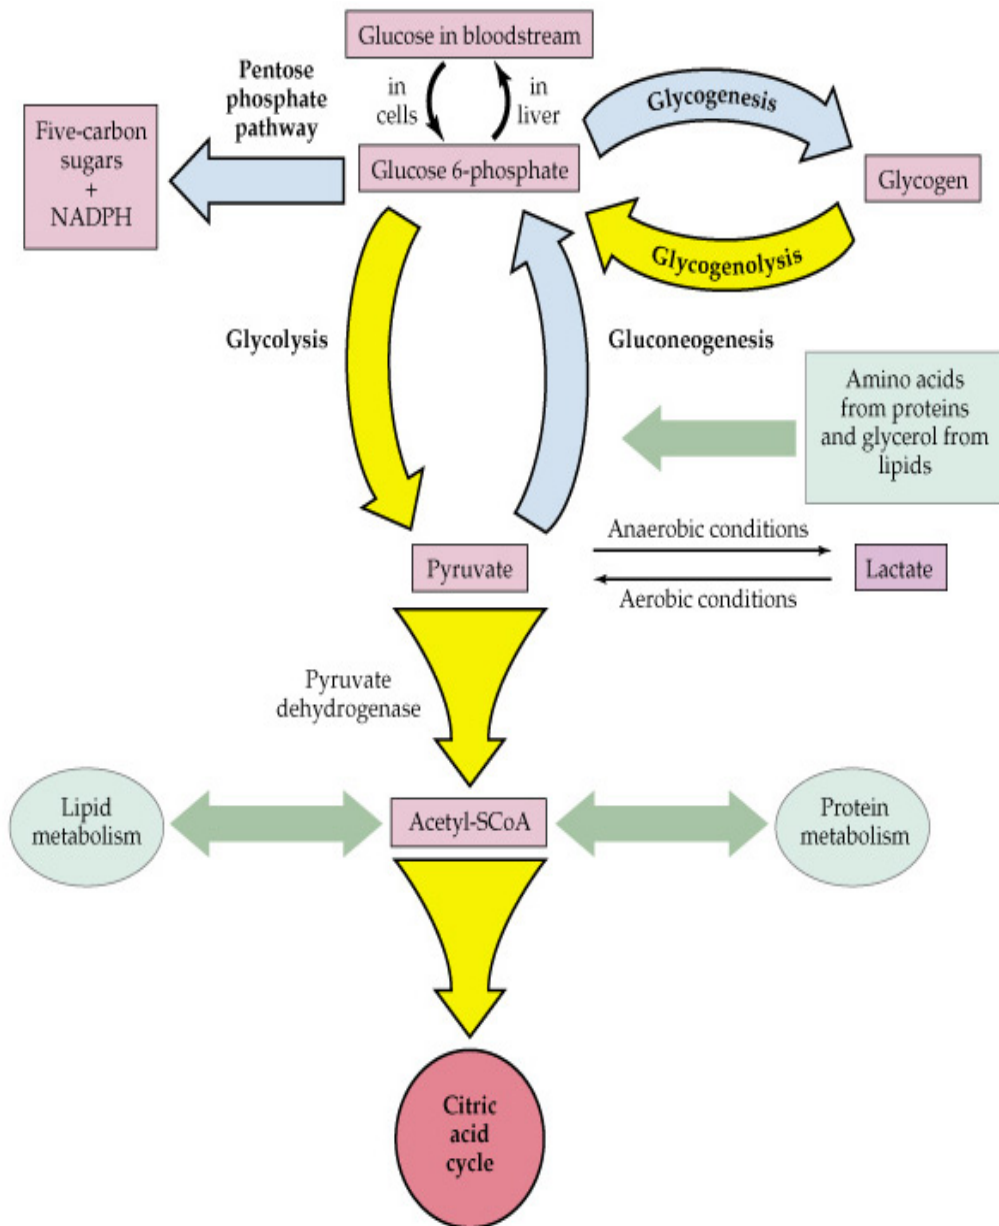 Glucose in bloodstream
Pentose
phosphate
pathway
in
cells
in
liver
Glycogenesis
Five-carbon
sugars
+
NADPH
Glucose 6-phosphate
Glycogen
Glycogenolysis
Glycolysis
Gluconeogenesis
Amino acids
from proteins
and glycerol from
lipids
Anaerobic conditions
Pyruvate
Lactate
Aerobic conditions
Pyruvate
dehydrogenase
Lipid
metabolism
Acetyl-SCoA
Protein
metabolism
Citric
acid
cycle